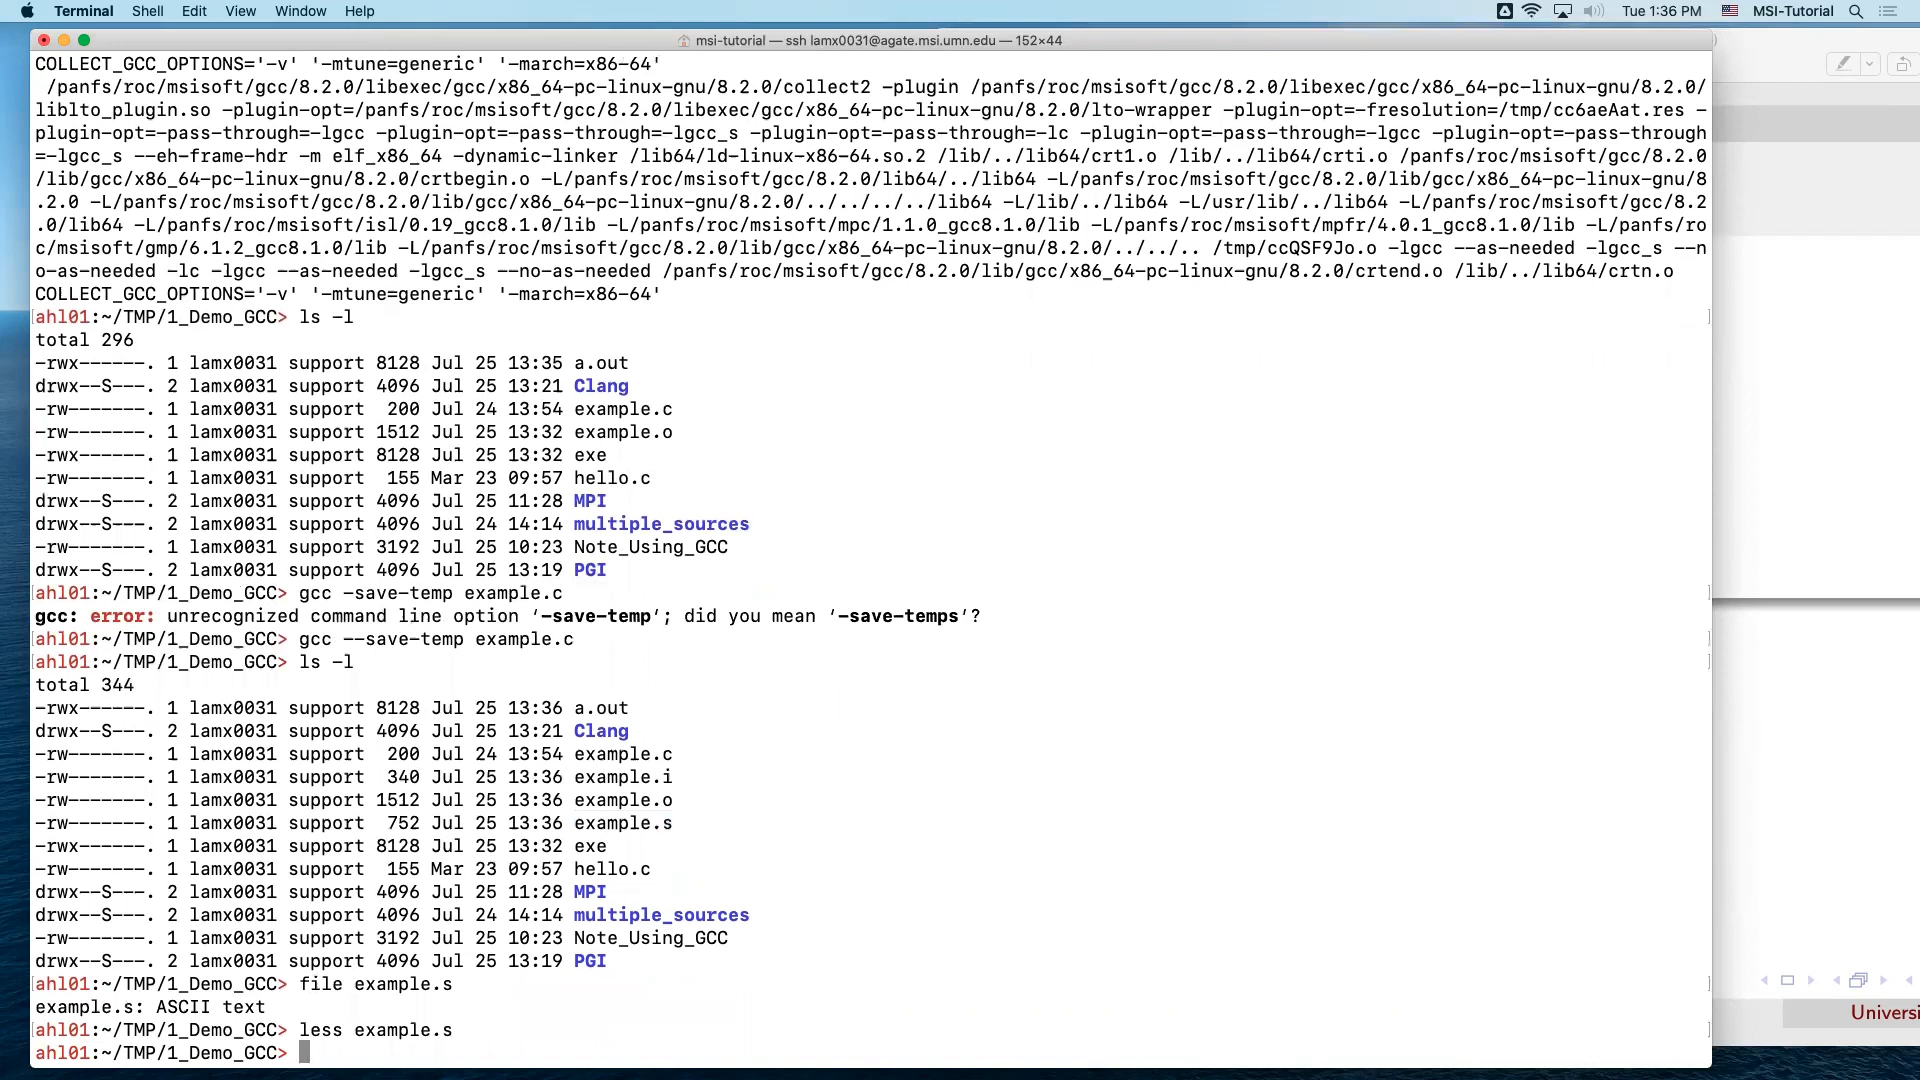 Terminal Shell Edit View Window Help Tue 1:36 PM MSI-Tutorial
msi-tutorial — ssh lamx0031@agate.msi.umn.edu — 152×44
COLLECT_GCC_OPTIONS='-v' '-mtune=generic' '-march=x86-64'
/panfs/roc/msisoft/gcc/8.2.0/libexec/gcc/x86_64-pc-linux-gnu/8.2.0/collect2 -plugin /panfs/roc/msisoft/gcc/8.2.0/libexec/gcc/x86_64-pc-linux-gnu/8.2.0/
liblto_plugin.so -plugin-opt=/panfs/roc/msisoft/gcc/8.2.0/libexec/gcc/x86_64-pc-linux-gnu/8.2.0/lto-wrapper -plugin-opt=-fresolution=/tmp/cc6aeAat.res -
plugin-opt=-pass-through=-lgcc -plugin-opt=-pass-through=-lgcc_s -plugin-opt=-pass-through=-lc -plugin-opt=-pass-through=-lgcc -plugin-opt=-pass-through
=-lgcc_s --eh-frame-hdr -m elf_x86_64 -dynamic-linker /lib64/ld-linux-x86-64.so.2 /lib/../lib64/crt1.o /lib/../lib64/crti.o /panfs/roc/msisoft/gcc/8.2.0
/lib/gcc/x86_64-pc-linux-gnu/8.2.0/crtbegin.o -L/panfs/roc/msisoft/gcc/8.2.0/lib64/../lib64 -L/panfs/roc/msisoft/gcc/8.2.0/lib/gcc/x86_64-pc-linux-gnu/8
.2.0 -L/panfs/roc/msisoft/gcc/8.2.0/lib/gcc/x86_64-pc-linux-gnu/8.2.0/../../../../lib64 -L/lib/../lib64 -L/usr/lib/../lib64 -L/panfs/roc/msisoft/gcc/8.2
.0/lib64 -L/panfs/roc/msisoft/isl/0.19_gcc8.1.0/lib -L/panfs/roc/msisoft/mpc/1.1.0_gcc8.1.0/lib -L/panfs/roc/msisoft/mpfr/4.0.1_gcc8.1.0/lib -L/panfs/ro
c/msisoft/gmp/6.1.2_gcc8.1.0/lib -L/panfs/roc/msisoft/gcc/8.2.0/lib/gcc/x86_64-pc-linux-gnu/8.2.0/../../.. /tmp/ccQSF9Jo.o -lgcc --as-needed -lgcc_s --n
o-as-needed -lc -lgcc --as-needed -lgcc_s --no-as-needed /panfs/roc/msisoft/gcc/8.2.0/lib/gcc/x86_64-pc-linux-gnu/8.2.0/crtend.o /lib/../lib64/crtn.o
COLLECT_GCC_OPTIONS='-v' '-mtune=generic' '-march=x86-64'
[ahl01:~/TMP/1_Demo_GCC> ls -l ]
total 296
-rwx------. 1 lamx0031 support 8128 Jul 25 13:35 a.out
drwx--S---. 2 lamx0031 support 4096 Jul 25 13:21 Clang
-rw-------. 1 lamx0031 support  200 Jul 24 13:54 example.c
-rw-------. 1 lamx0031 support 1512 Jul 25 13:32 example.o
-rwx------. 1 lamx0031 support 8128 Jul 25 13:32 exe
-rw-------. 1 lamx0031 support  155 Mar 23 09:57 hello.c
drwx--S---. 2 lamx0031 support 4096 Jul 25 11:28 MPI
drwx--S---. 2 lamx0031 support 4096 Jul 24 14:14 multiple_sources
-rw-------. 1 lamx0031 support 3192 Jul 25 10:23 Note_Using_GCC
drwx--S---. 2 lamx0031 support 4096 Jul 25 13:19 PGI
[ahl01:~/TMP/1_Demo_GCC> gcc -save-temp example.c ]
gcc: error: unrecognized command line option ‘-save-temp’; did you mean ‘-save-temps’?
[ahl01:~/TMP/1_Demo_GCC> gcc --save-temp example.c ]
[ahl01:~/TMP/1_Demo_GCC> ls -l ]
total 344
-rwx------. 1 lamx0031 support 8128 Jul 25 13:36 a.out
drwx--S---. 2 lamx0031 support 4096 Jul 25 13:21 Clang
-rw-------. 1 lamx0031 support  200 Jul 24 13:54 example.c
-rw-------. 1 lamx0031 support  340 Jul 25 13:36 example.i
-rw-------. 1 lamx0031 support 1512 Jul 25 13:36 example.o
-rw-------. 1 lamx0031 support  752 Jul 25 13:36 example.s
-rwx------. 1 lamx0031 support 8128 Jul 25 13:32 exe
-rw-------. 1 lamx0031 support  155 Mar 23 09:57 hello.c
drwx--S---. 2 lamx0031 support 4096 Jul 25 11:28 MPI
drwx--S---. 2 lamx0031 support 4096 Jul 24 14:14 multiple_sources
-rw-------. 1 lamx0031 support 3192 Jul 25 10:23 Note_Using_GCC
drwx--S---. 2 lamx0031 support 4096 Jul 25 13:19 PGI
[ahl01:~/TMP/1_Demo_GCC> file example.s ]
example.s: ASCII text
[ahl01:~/TMP/1_Demo_GCC> less example.s ]
ahl01:~/TMP/1_Demo_GCC>
Universi